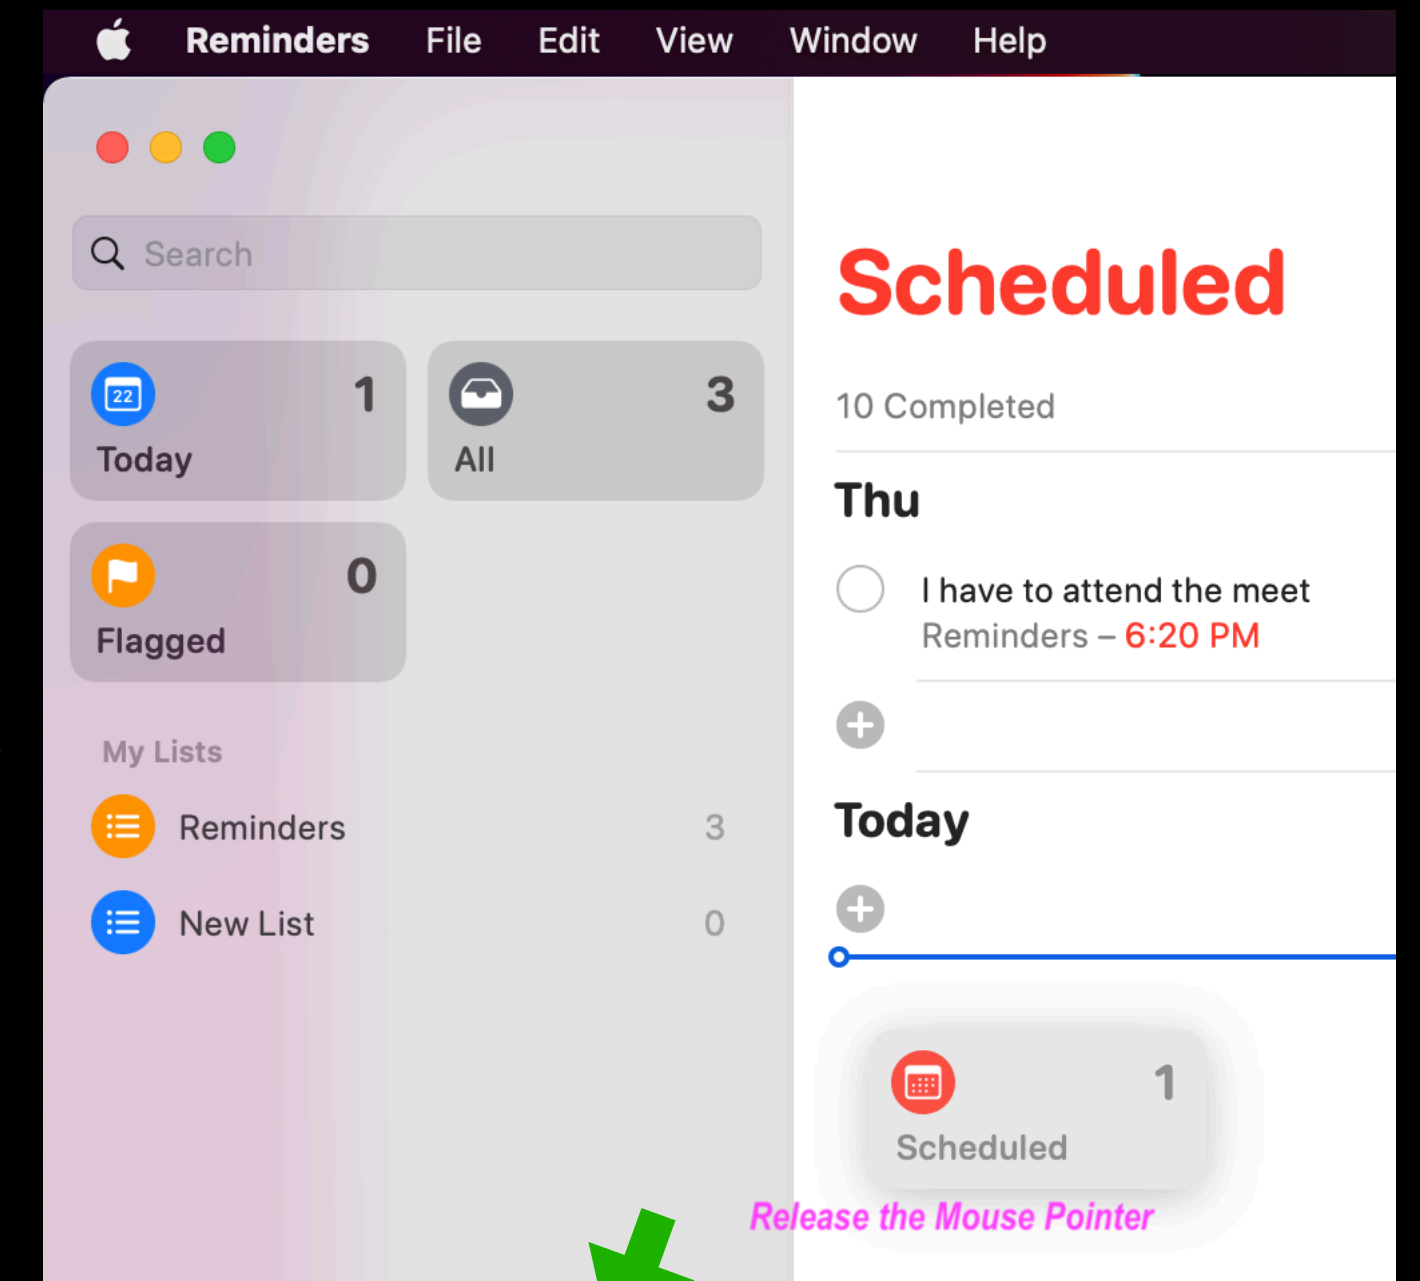 Reminders File Edit View Window Help
Search
22 1
Today
3
All
0
Flagged
My Lists
Reminders 3
New List 0
Scheduled
10 Completed
Thu
I have to attend the meet
Reminders – 6:20 PM
Today
1
Scheduled
Release the Mouse Pointer